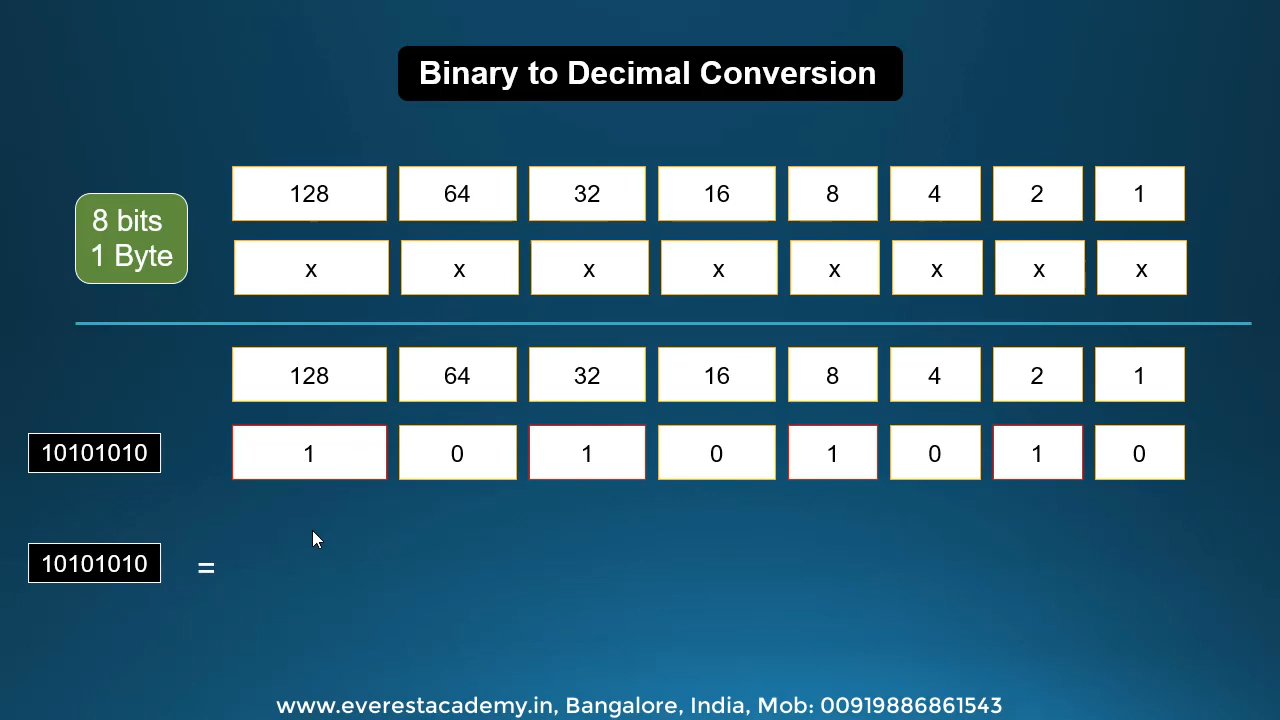 Binary to Decimal Conversion
8 bits
1 Byte
128 64 32 16 8 4 2 1
x x x x x x x x
128 64 32 16 8 4 2 1
10101010 1 0 1 0 1 0 1 0
10101010 =
www.everestacademy.in, Bangalore, India, Mob: 00919886861543